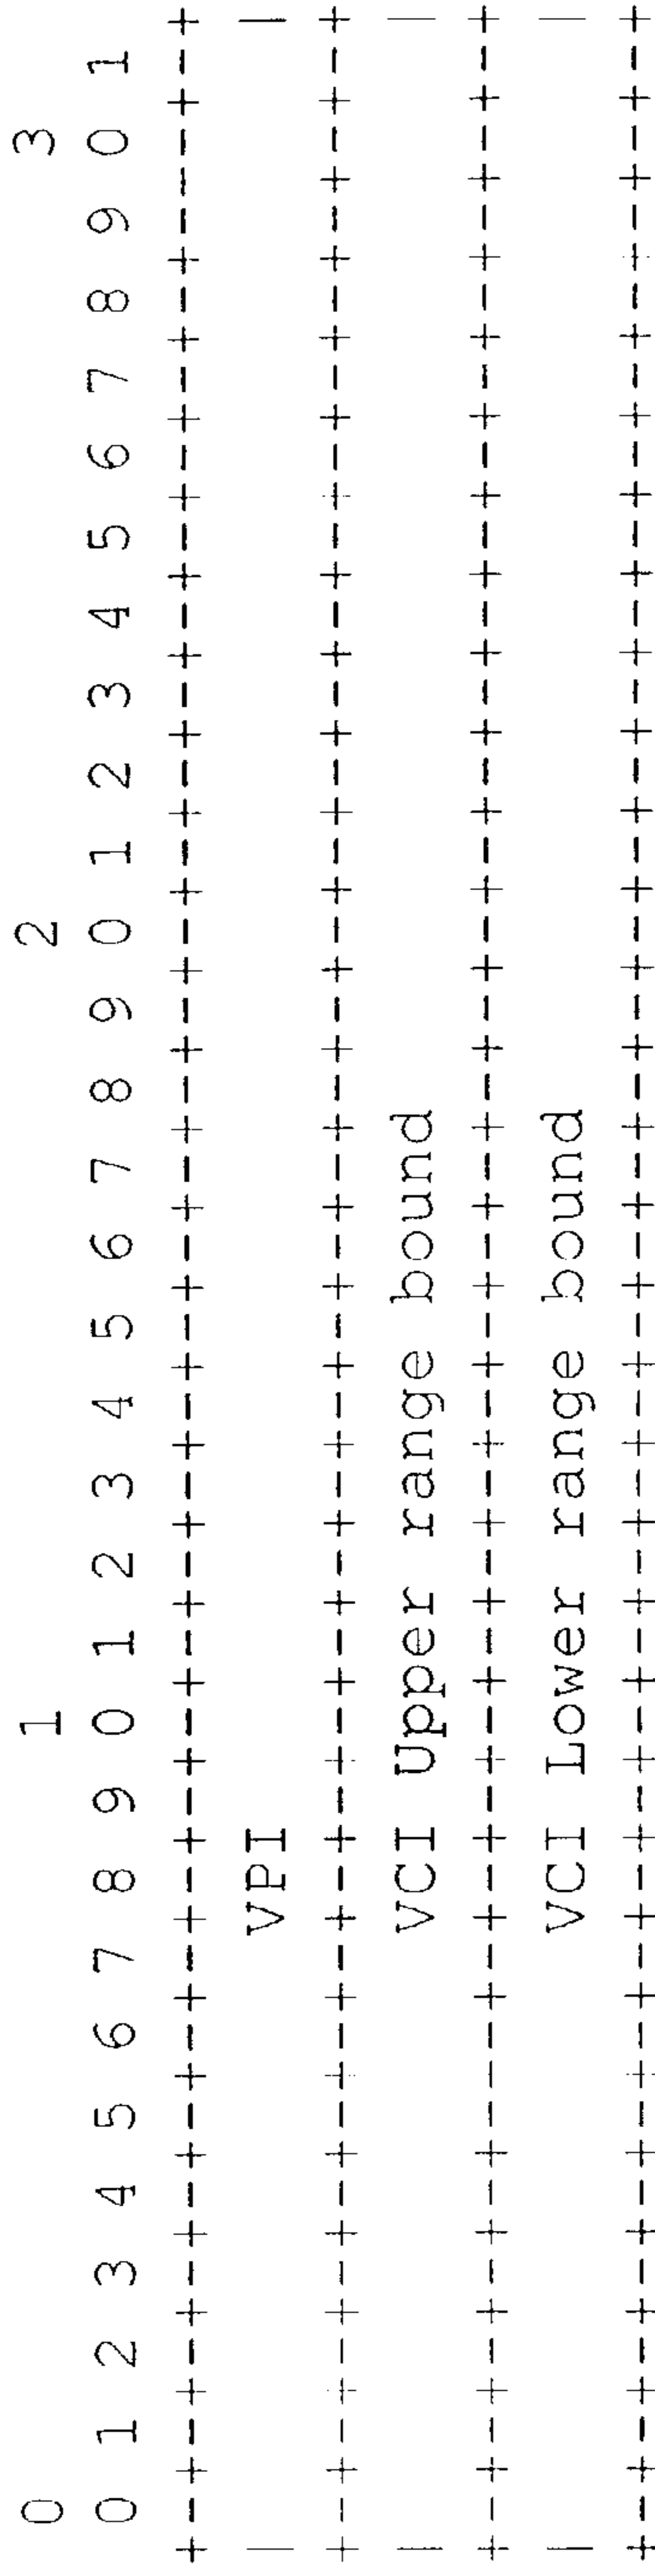 0                   1                   2                   3
 0 1 2 3 4 5 6 7 8 9 0 1 2 3 4 5 6 7 8 9 0 1 2 3 4 5 6 7 8 9 0 1
+-+-+-+-+-+-+-+-+-+-+-+-+-+-+-+-+-+-+-+-+-+-+-+-+-+-+-+-+-+-+-+-+
|               VPI                                             |
+-+-+-+-+-+-+-+-+-+-+-+-+-+-+-+-+-+-+-+-+-+-+-+-+-+-+-+-+-+-+-+-+
|               VCI Upper range bound                           |
+-+-+-+-+-+-+-+-+-+-+-+-+-+-+-+-+-+-+-+-+-+-+-+-+-+-+-+-+-+-+-+-+
|               VCI Lower range bound                           |
+-+-+-+-+-+-+-+-+-+-+-+-+-+-+-+-+-+-+-+-+-+-+-+-+-+-+-+-+-+-+-+-+